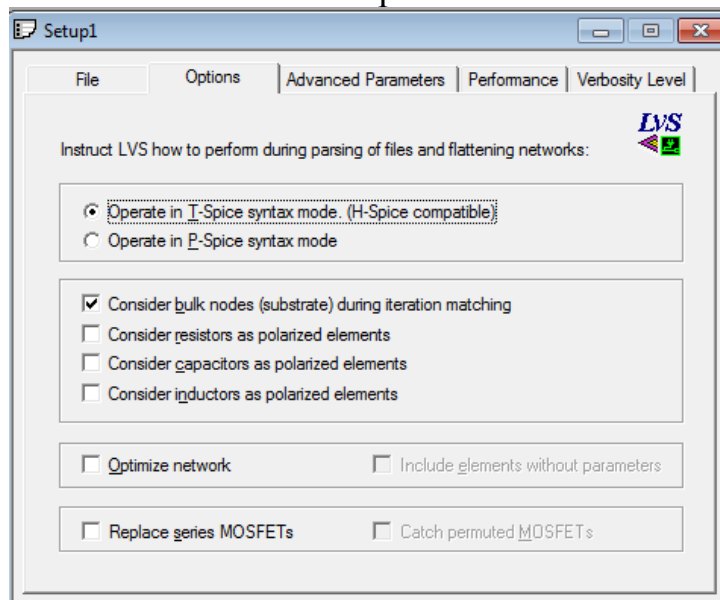 Setup1
File Options Advanced Parameters Performance Verbosity Level
LVS
Instruct LVS how to perform during parsing of files and flattening networks:
Operate in T-Spice syntax mode. (H-Spice compatible)
Operate in P-Spice syntax mode
Consider bulk nodes (substrate) during iteration matching
Consider resistors as polarized elements
Consider capacitors as polarized elements
Consider inductors as polarized elements
Optimize network Include elements without parameters
Replace series MOSFETs Catch permuted MOSFETs